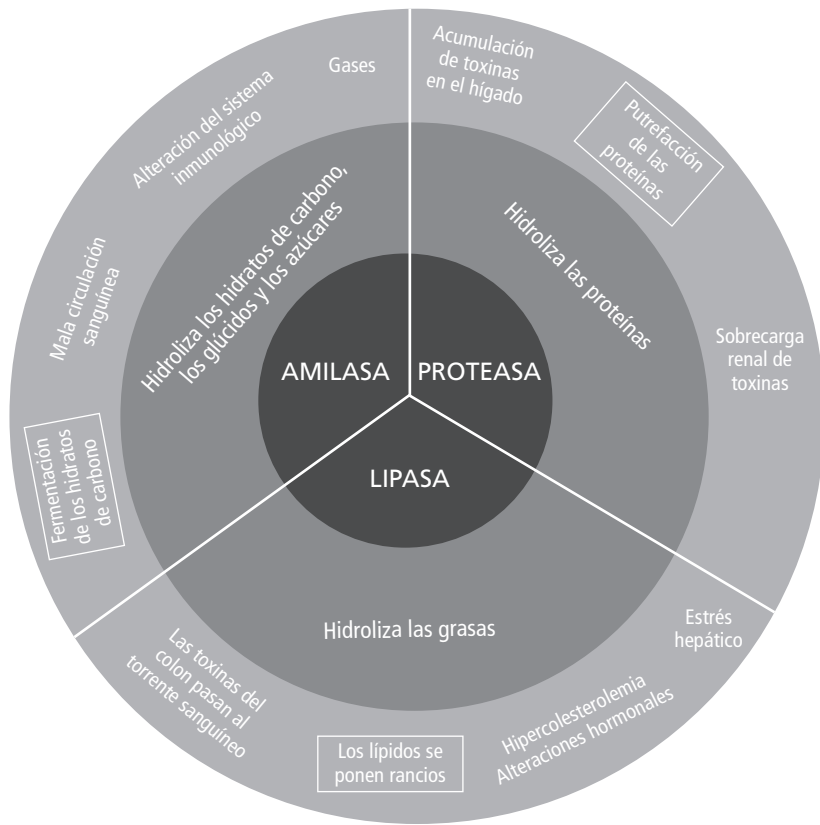 Gases
Alteración del sistema
inmunológico
Mala circulación
sanguínea
Fermentación
de los hidratos
de carbono
Hidroliza los hidratos de carbono,
los glúcidos y los azúcares
AMILASA
Acumulación
de toxinas
en el hígado
Putrefacción
de las
proteínas
Sobrecarga
renal de
toxinas
Hidroliza las proteínas
PROTEASA
LIPASA
Hidroliza las grasas
Estrés
hepático
Hipercolesterolemia
Alteraciones hormonales
Los lípidos se
ponen rancios
Las toxinas del
colon pasan al
torrente sanguíneo